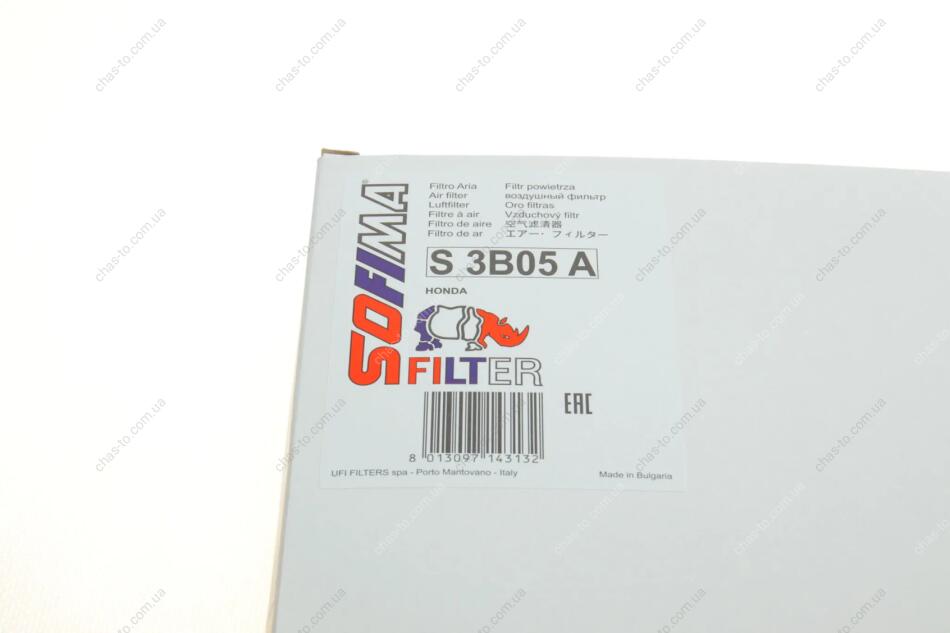 SOFIMA®
Filtro Aria Filtr powietrza
Air filter воздушный фильтр
Luftfilter Oro filtras
Filtre à air Vzduchový filtr
Filtro de aire 空气滤清器
Filtro de ar エアー・フィルター
S 3B05 A
HONDA
FILTER
EAC
8 013097 143132
UFI FILTERS spa - Porto Mantovano - Italy Made in Bulgaria
chas-to.com.ua